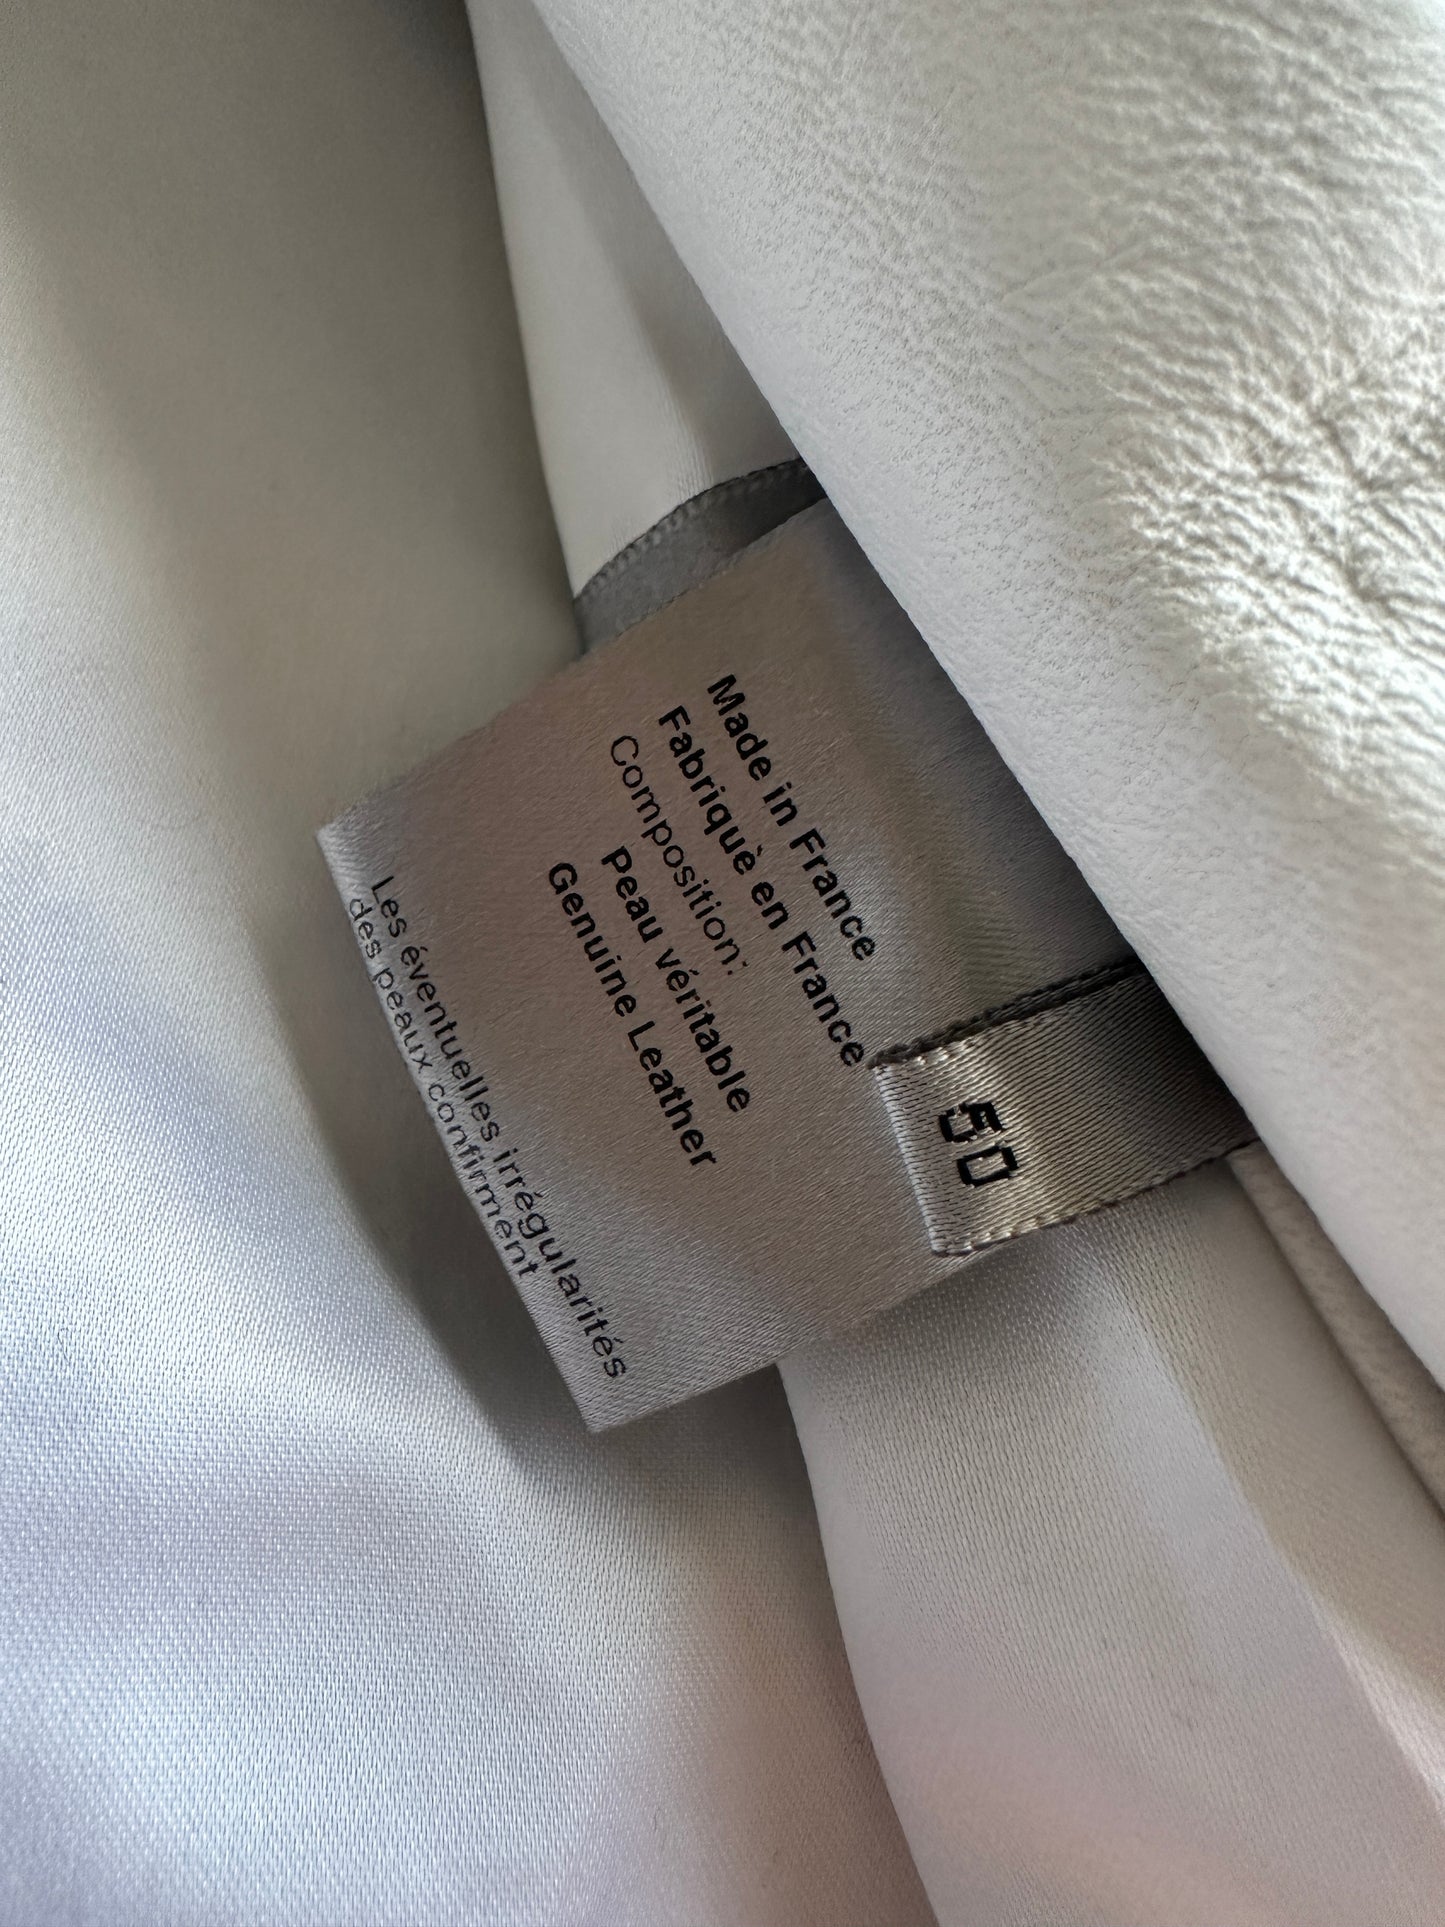 Made in France
Fabriquè en France
Composition:
Peau véritable
Genuine Leather
Les éventuelles irrégularités
des peaux confirment
50